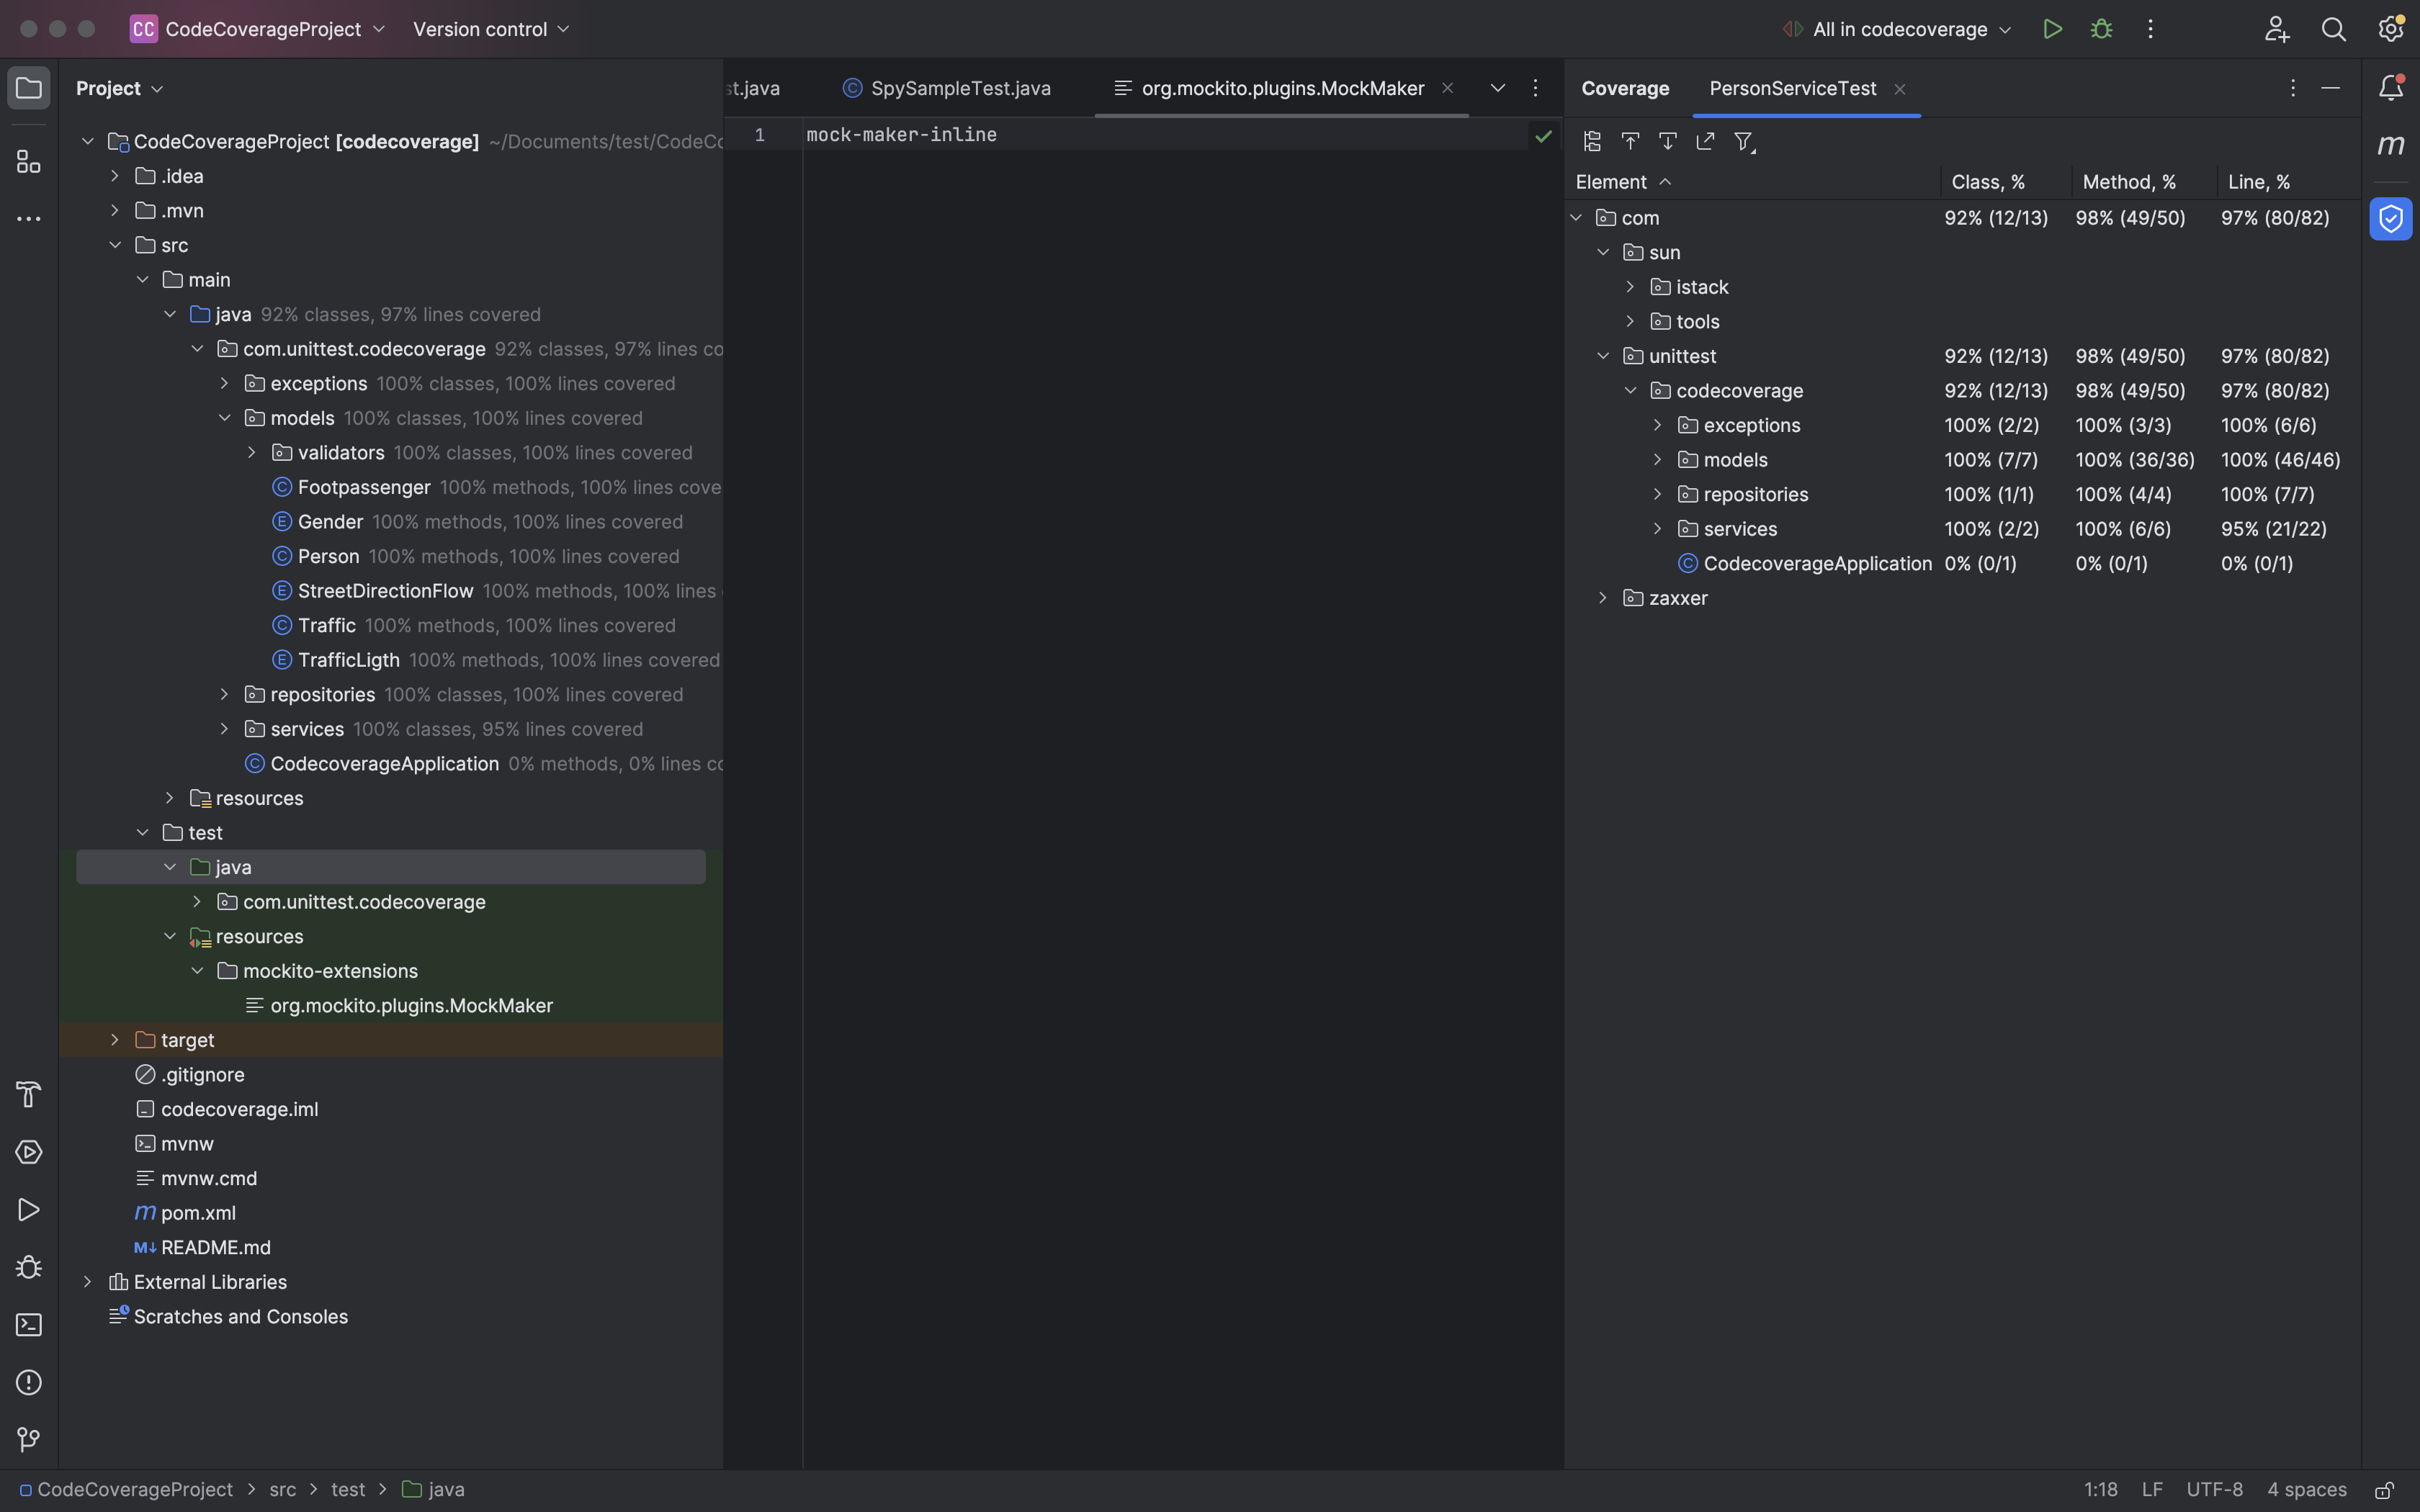 CC CodeCoverageProject Version control All in codecoverage
Project
CodeCoverageProject [codecoverage] ~/Documents/test/CodeCo
.idea
.mvn
src
main
java 92% classes, 97% lines covered
com.unittest.codecoverage 92% classes, 97% lines co
exceptions 100% classes, 100% lines covered
models 100% classes, 100% lines covered
validators 100% classes, 100% lines covered
Footpassenger 100% methods, 100% lines cove
Gender 100% methods, 100% lines covered
Person 100% methods, 100% lines covered
StreetDirectionFlow 100% methods, 100% lines
Traffic 100% methods, 100% lines covered
TrafficLigth 100% methods, 100% lines covered
repositories 100% classes, 100% lines covered
services 100% classes, 95% lines covered
CodecoverageApplication 0% methods, 0% lines co
resources
test
java
com.unittest.codecoverage
resources
mockito-extensions
org.mockito.plugins.MockMaker
target
.gitignore
codecoverage.iml
mvnw
mvnw.cmd
m pom.xml
M↓ README.md
External Libraries
Scratches and Consoles
st.java SpySampleTest.java org.mockito.plugins.MockMaker
1 mock-maker-inline
Coverage PersonServiceTest
Element Class, % Method, % Line, %
com 92% (12/13) 98% (49/50) 97% (80/82)
sun
istack
tools
unittest 92% (12/13) 98% (49/50) 97% (80/82)
codecoverage 92% (12/13) 98% (49/50) 97% (80/82)
exceptions 100% (2/2) 100% (3/3) 100% (6/6)
models 100% (7/7) 100% (36/36) 100% (46/46)
repositories 100% (1/1) 100% (4/4) 100% (7/7)
services 100% (2/2) 100% (6/6) 95% (21/22)
CodecoverageApplication 0% (0/1) 0% (0/1) 0% (0/1)
zaxxer
m
CodeCoverageProject > src > test > java
1:18 LF UTF-8 4 spaces